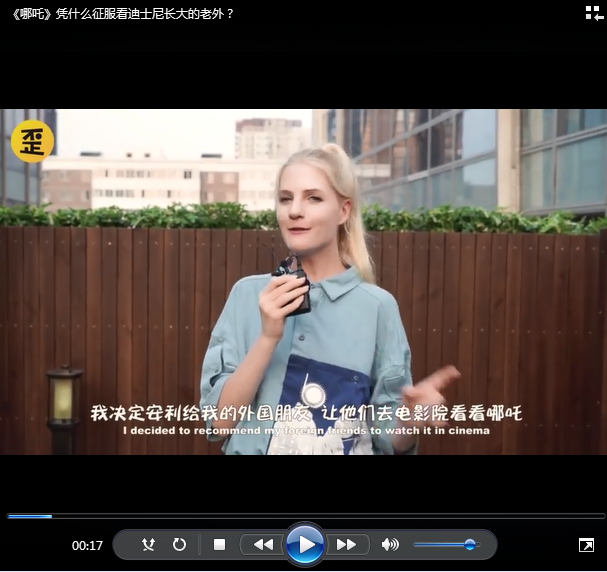 《哪吒》凭什么征服看迪士尼长大的老外？
歪
我决定安利给我的外国朋友 让他们去电影院看看哪吒
I decided to recommend my foreign friends to watch it in cinema
00:17